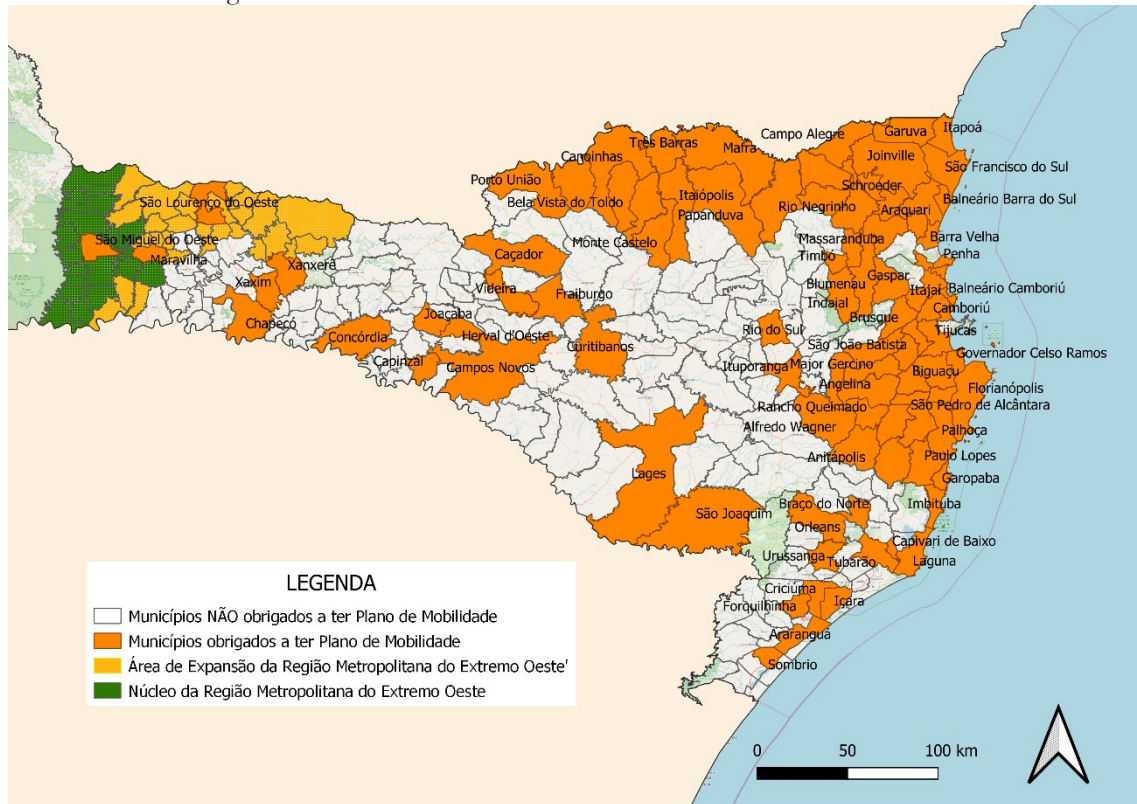 Campo Alegre
Garuva
Itapoá
Três Barras
Mafra
Canoinhas
Joinville
São Francisco do Sul
Porto União
Schroeder
Bela Vista do Toldo
Itaiópolis
Papanduva
Rio Negrinho
Araquari
Balneário Barra do Sul
São Lourenço do Oeste
São Miguel do Oeste
Maravilha
Monte Castelo
Massaranduba
Barra Velha
Timbó
Penha
Caçador
Xanxerê
Xaxim
Blumenau
Gaspar
Itajaí
Balneário Camboriú
Videira
Fraiburgo
Indaial
Camboriú
Chapecó
Joaçaba
Brusque
Tijucas
Concórdia
Herval d'Oeste
Curitibanos
Rio do Sul
São João Batista
Governador Celso Ramos
Capinzal
Campos Novos
Ituporanga
Major Gercino
Biguaçu
Angelina
Florianópolis
Rancho Queimado
São Pedro de Alcântara
Alfredo Wagner
Palhoça
Anitápolis
Paulo Lopes
Lages
Garopaba
São Joaquim
Braço do Norte
Imbituba
Orleans
Capivari de Baixo
Urussanga
Tubarão
Laguna
Criciúma
Forquilhinha
Içara
Araranguá
Sombrio
LEGENDA
Municípios NÃO obrigados a ter Plano de Mobilidade
Municípios obrigados a ter Plano de Mobilidade
Área de Expansão da Região Metropolitana do Extremo Oeste'
Núcleo da Região Metropolitana do Extremo Oeste
0 50 100 km